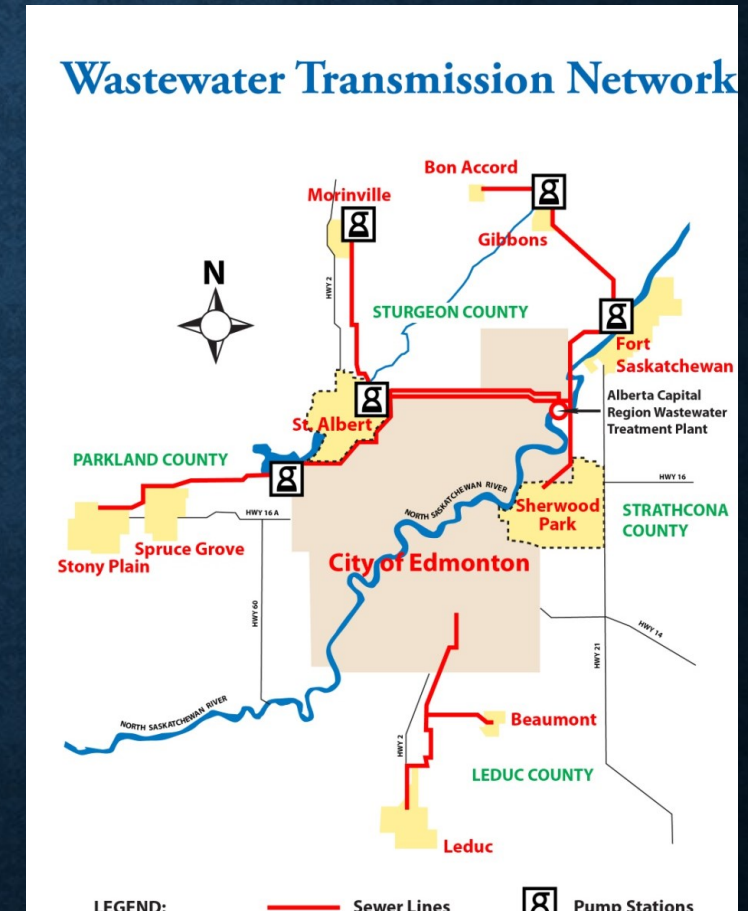 Wastewater Transmission Network
Bon Accord
Morinville
Gibbons
N
HWY 2
STURGEON COUNTY
Fort
Saskatchewan
Alberta Capital
Region Wastewater
Treatment Plant
St. Albert
PARKLAND COUNTY
HWY 16
NORTH SASKATCHEWAN RIVER
Sherwood
Park
STRATHCONA
COUNTY
HWY 16 A
Spruce Grove
Stony Plain
City of Edmonton
HWY 60
HWY 14
HWY 21
NORTH SASKATCHEWAN RIVER
Beaumont
HWY 2
LEDUC COUNTY
Leduc
LEGEND:
Sewer Lines
Pump Stations